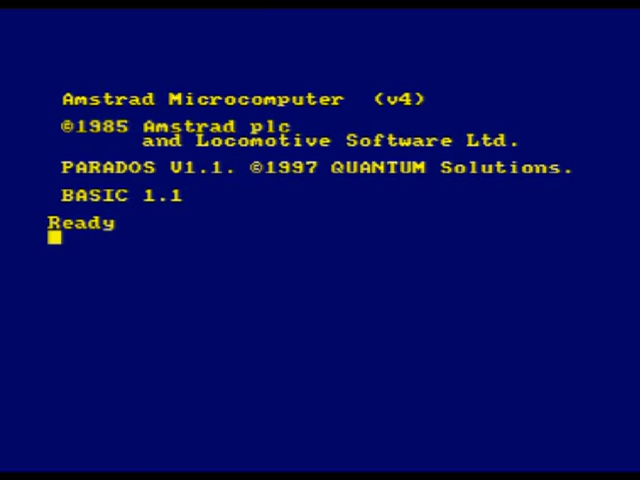 Amstrad Microcomputer (v4)
©1985 Amstrad plc
and Locomotive Software Ltd.
PARADOS V1.1. ©1997 QUANTUM Solutions.
BASIC 1.1
Ready